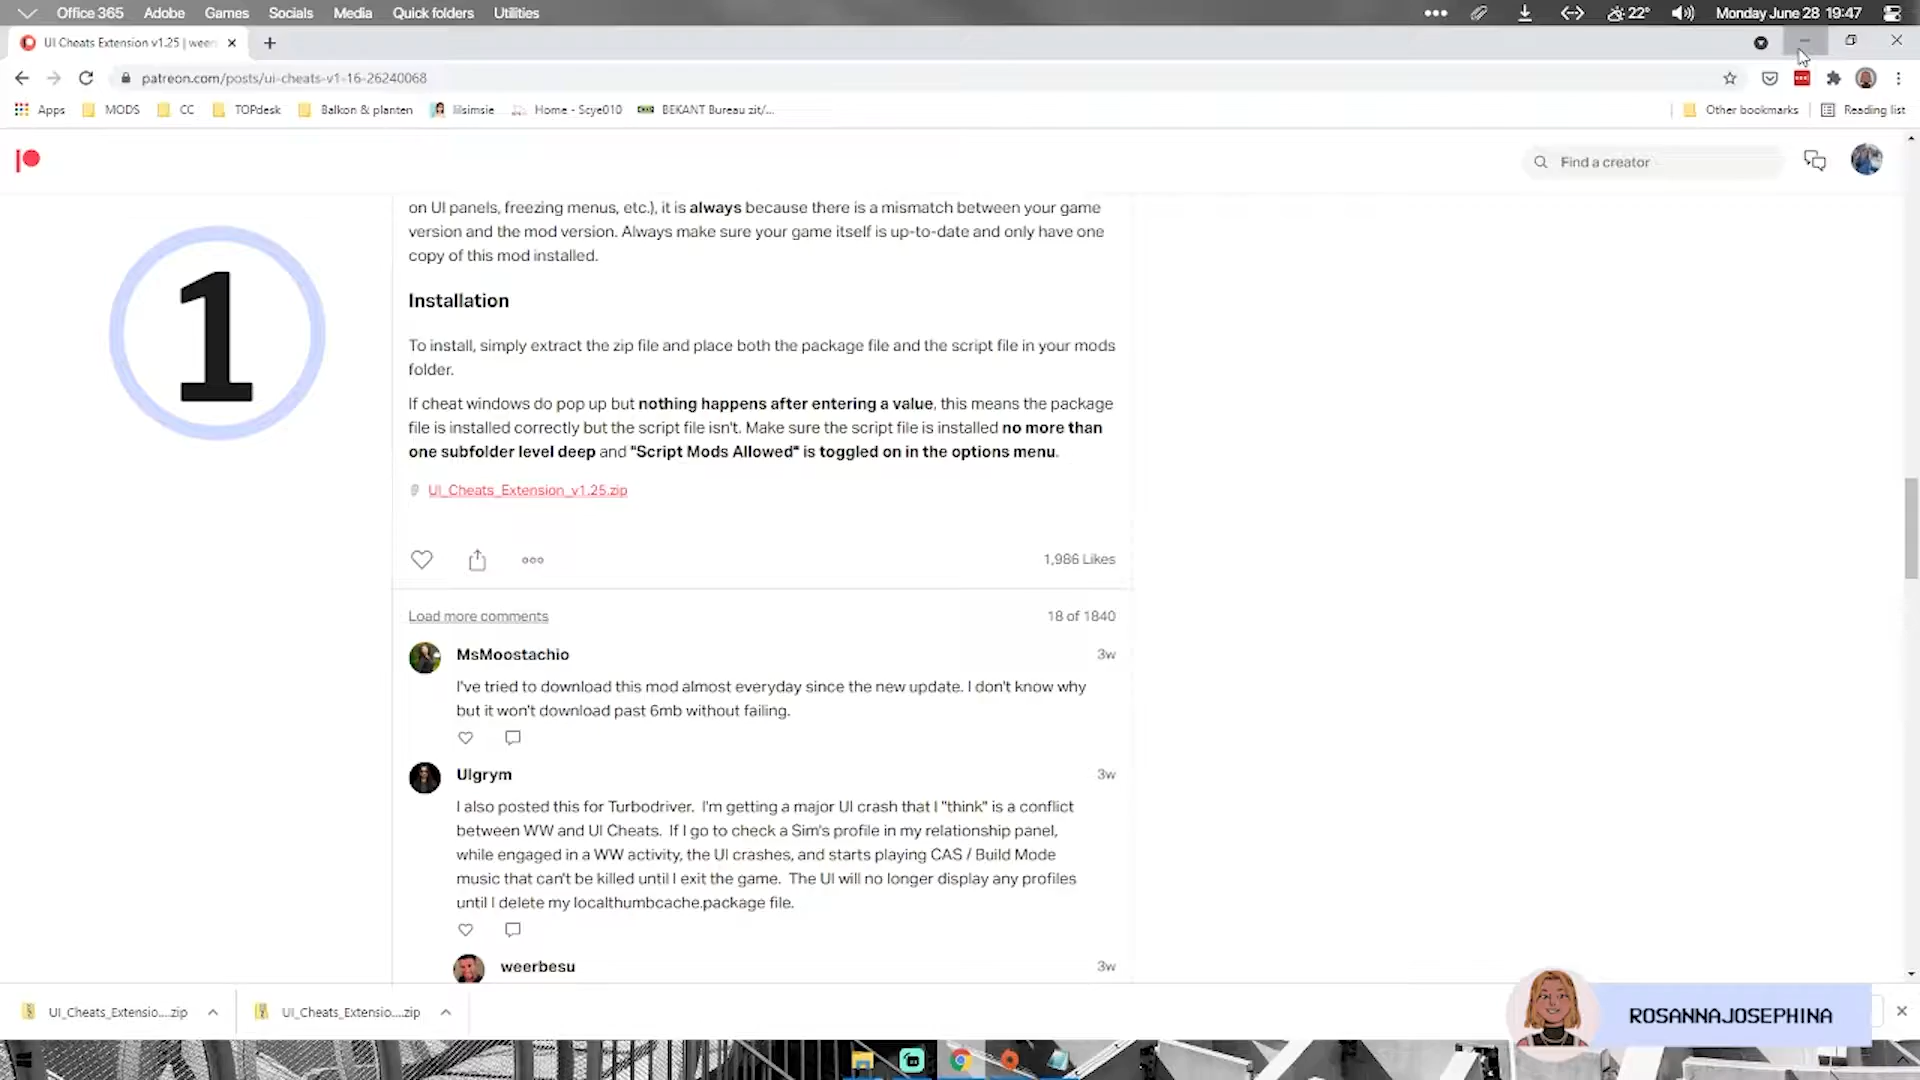 Office 365 Adobe Games Socials Media Quick folders Utilities
22° Monday June 28 19:47
UI Cheats Extension v1.25 | weer
patreon.com/posts/ui-cheats-v1-16-26240068
Apps MODS CC TOPdesk Balkon & planten lilsimsie Home - Scye010 BEKANT Bureau zit/... Other bookmarks Reading list
Find a creator
1
on UI panels, freezing menus, etc.), it is always because there is a mismatch between your game
version and the mod version. Always make sure your game itself is up-to-date and only have one
copy of this mod installed.
Installation
To install, simply extract the zip file and place both the package file and the script file in your mods
folder.
If cheat windows do pop up but nothing happens after entering a value, this means the package
file is installed correctly but the script file isn't. Make sure the script file is installed no more than
one subfolder level deep and "Script Mods Allowed" is toggled on in the options menu.
UI_Cheats_Extension_v1.25.zip
1,986 Likes
Load more comments 18 of 1840
MsMoostachio 3w
I've tried to download this mod almost everyday since the new update. I don't know why
but it won't download past 6mb without failing.
Ulgrym 3w
I also posted this for Turbodriver. I'm getting a major UI crash that I "think" is a conflict
between WW and UI Cheats. If I go to check a Sim's profile in my relationship panel,
while engaged in a WW activity, the UI crashes, and starts playing CAS / Build Mode
music that can't be killed until I exit the game. The UI will no longer display any profiles
until I delete my localthumbcache.package file.
weerbesu 3w
UI_Cheats_Extensio....zip UI_Cheats_Extensio....zip
ROSANNAJOSEPHINA